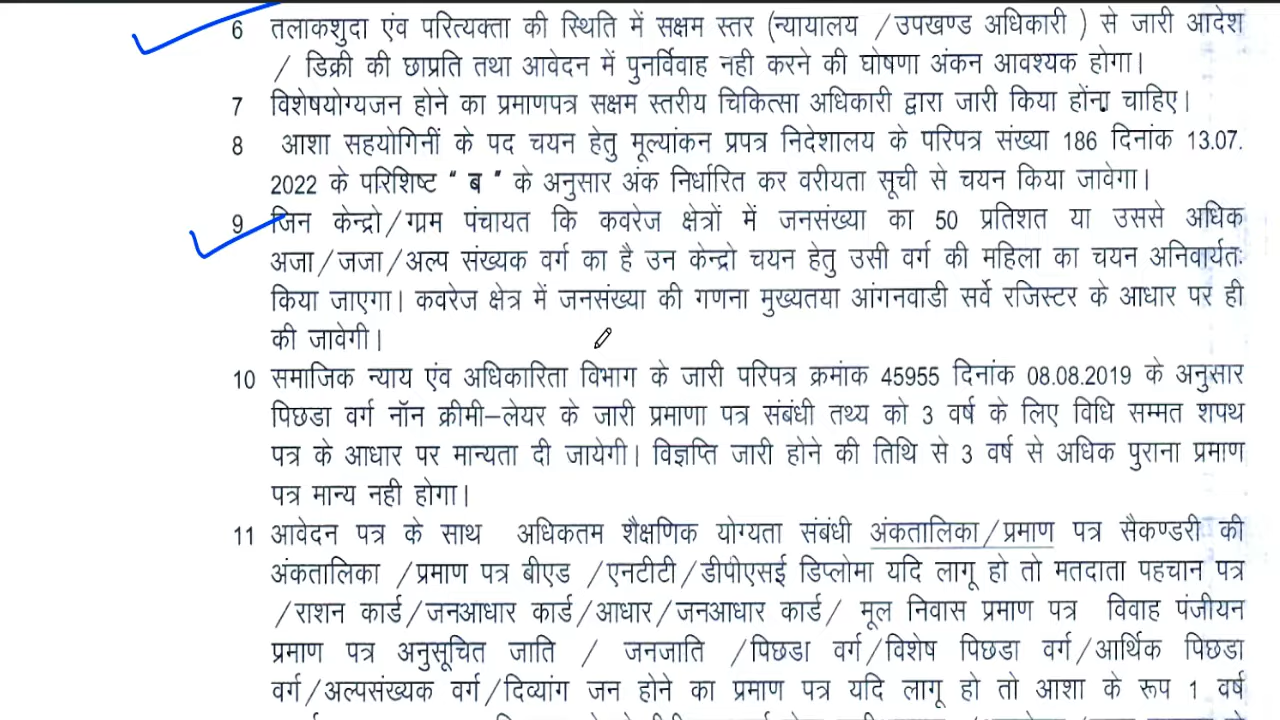 6 तलाकशुदा एंव परित्यक्ता की स्थिति में सक्षम स्तर (न्यायालय /उपखण्ड अधिकारी ) से जारी आदेश
/ डिक्री की छाप्रति तथा आवेदन में पुनर्विवाह नही करने की घोषणा अंकन आवश्यक होगा।
7 विशेषयोग्यजन होने का प्रमाणपत्र सक्षम स्तरीय चिकित्सा अधिकारी द्वारा जारी किया होंना चाहिए।
8 आशा सहयोगिनीं के पद चयन हेतु मूल्यांकन प्रपत्र निदेशालय के परिपत्र संख्या 186 दिनांक 13.07.
2022 के परिशिष्ट " ब " के अनुसार अंक निर्धारित कर वरीयता सूची से चयन किया जावेगा।
9 जिन केन्द्रो/ग्राम पंचायत कि कवरेज क्षेत्रों में जनसंख्या का 50 प्रतिशत या उससे अधिक
अजा/जजा/अल्प संख्यक वर्ग का है उन केन्द्रो चयन हेतु उसी वर्ग की महिला का चयन अनिवार्यतः
किया जाएगा। कवरेज क्षेत्र में जनसंख्या की गणना मुख्यतया आंगनवाडी सर्वे रजिस्टर के आधार पर ही
की जावेगी।
10 समाजिक न्याय एंव अधिकारिता विभाग के जारी परिपत्र क्रमांक 45955 दिनांक 08.08.2019 के अनुसार
पिछडा वर्ग नॉन क्रीमी-लेयर के जारी प्रमाणा पत्र संबंधी तथ्य को 3 वर्ष के लिए विधि सम्मत शपथ
पत्र के आधार पर मान्यता दी जायेगी। विज्ञप्ति जारी होने की तिथि से 3 वर्ष से अधिक पुराना प्रमाण
पत्र मान्य नही होगा।
11 आवेदन पत्र के साथ अधिकतम शैक्षणिक योग्यता संबंधी अंकतालिका/प्रमाण पत्र सैकण्डरी की
अंकतालिका /प्रमाण पत्र बीएड /एनटीटी/डीपीएसई डिप्लोमा यदि लागू हो तो मतदाता पहचान पत्र
/राशन कार्ड/जनआधार कार्ड/आधार/जनआधार कार्ड/ मूल निवास प्रमाण पत्र विवाह पंजीयन
प्रमाण पत्र अनुसूचित जाति / जनजाति /पिछडा वर्ग/विशेष पिछडा वर्ग/आर्थिक पिछडा
वर्ग/अल्पसंख्यक वर्ग/दिव्यांग जन होने का प्रमाण पत्र यदि लागू हो तो आशा के रूप 1 वर्ष